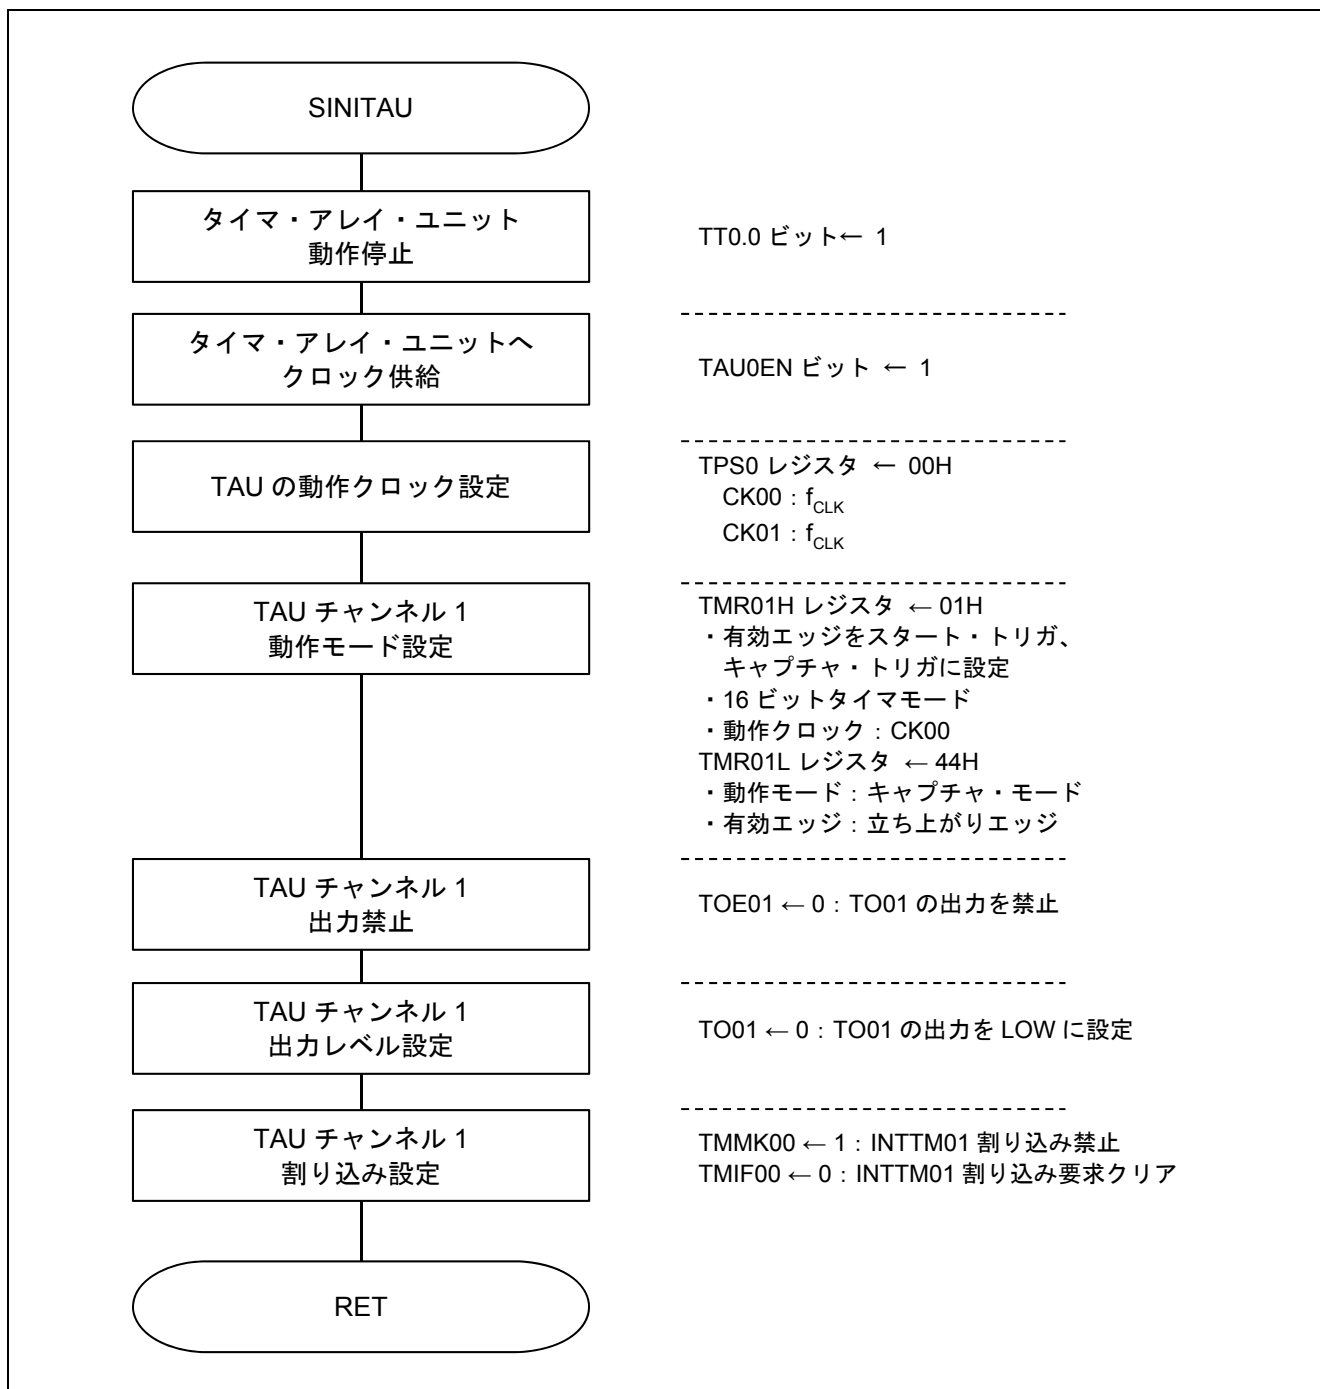 SINITAU
タイマ・アレイ・ユニット
動作停止
TT0.0 ビット← 1
タイマ・アレイ・ユニットへ
クロック供給
TAU0EN ビット ← 1
TAU の動作クロック設定
TPS0 レジスタ ← 00H
CK00：fCLK
CK01：fCLK
TAU チャンネル 1
動作モード設定
TMR01H レジスタ ← 01H
・有効エッジをスタート・トリガ、
キャプチャ・トリガに設定
・16 ビットタイマモード
・動作クロック：CK00
TMR01L レジスタ ← 44H
・動作モード：キャプチャ・モード
・有効エッジ：立ち上がりエッジ
TAU チャンネル 1
出力禁止
TOE01 ← 0：TO01 の出力を禁止
TAU チャンネル 1
出力レベル設定
TO01 ← 0：TO01 の出力を LOW に設定
TAU チャンネル 1
割り込み設定
TMMK00 ← 1：INTTM01 割り込み禁止
TMIF00 ← 0：INTTM01 割り込み要求クリア
RET